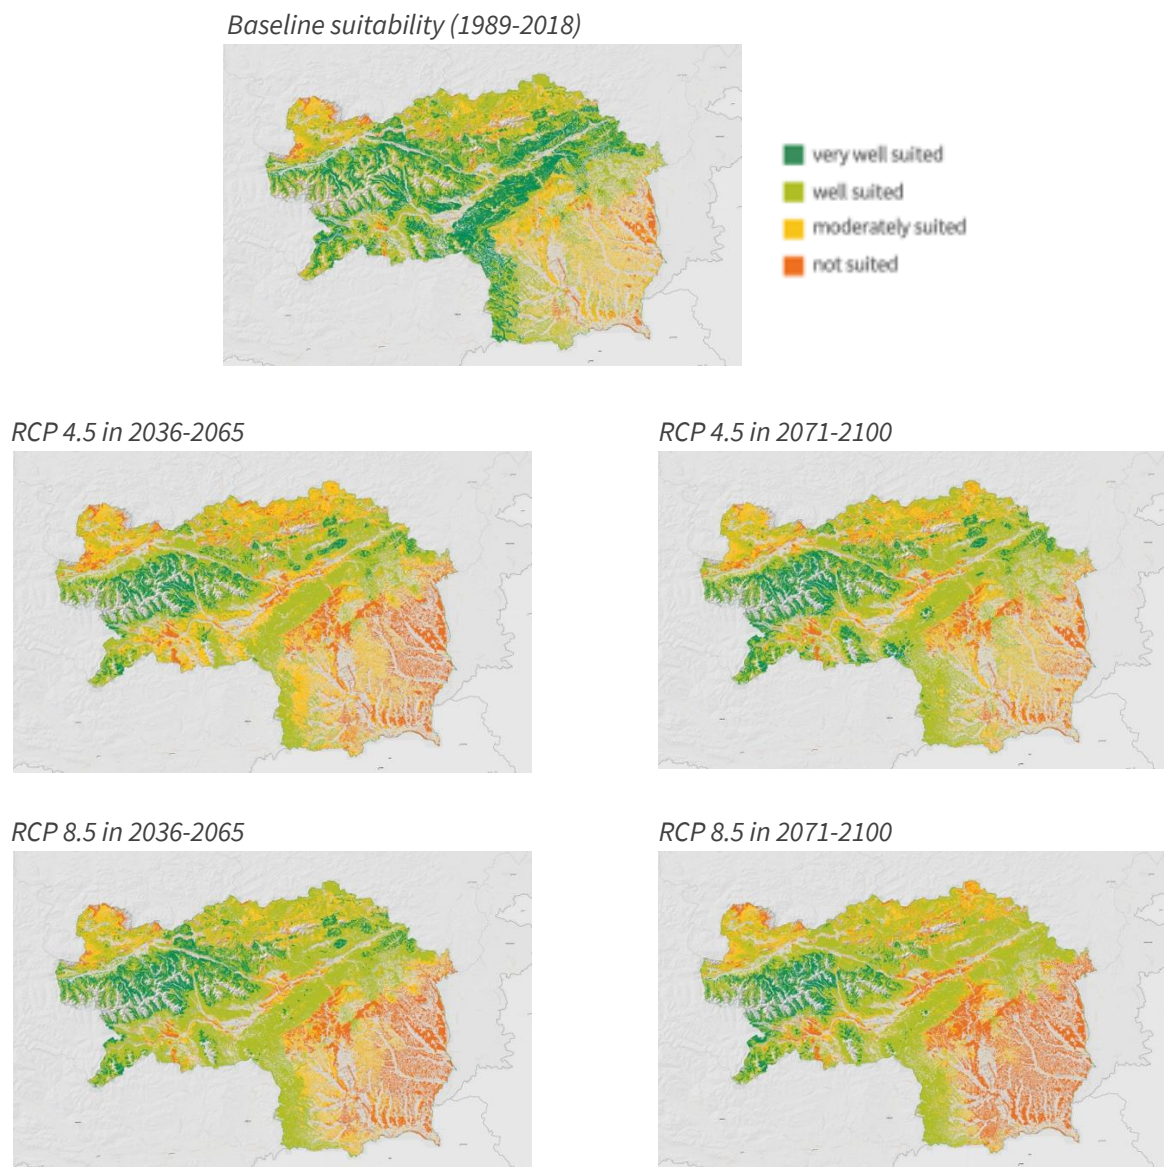 Baseline suitability (1989-2018)
very well suited
well suited
moderately suited
not suited
RCP 4.5 in 2036-2065
RCP 4.5 in 2071-2100
RCP 8.5 in 2036-2065
RCP 8.5 in 2071-2100